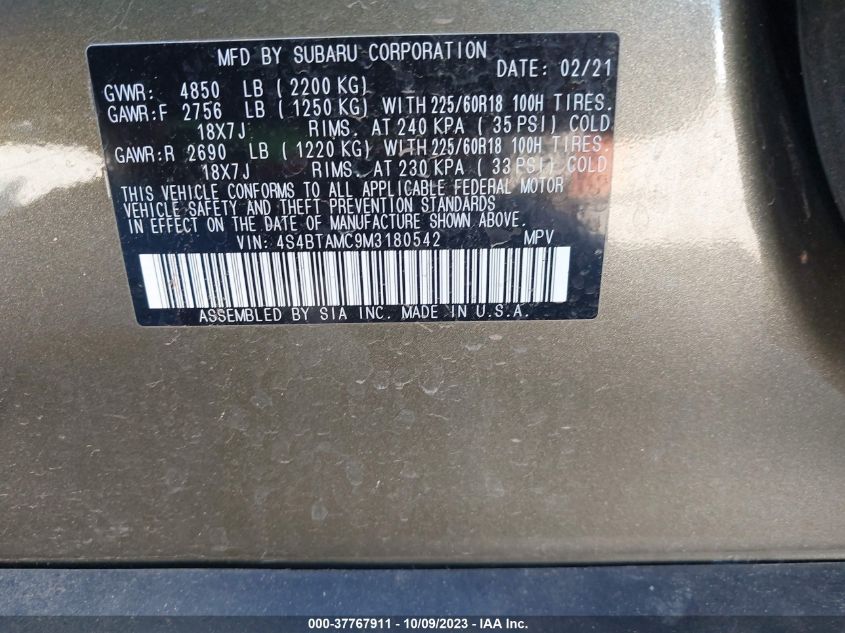 MFD BY SUBARU CORPORATION
DATE: 02/21
GVWR: 4850 LB ( 2200 KG)
GAWR:F 2756 LB ( 1250 KG) WITH 225/60R18 100H TIRES.
18X7J RIMS. AT 240 KPA ( 35 PSI) COLD
GAWR:R 2690 LB ( 1220 KG) WITH 225/60R18 100H TIRES.
18X7J RIMS. AT 230 KPA ( 33 PSI) COLD
THIS VEHICLE CONFORMS TO ALL APPLICABLE FEDERAL MOTOR
VEHICLE SAFETY AND THEFT PREVENTION STANDARDS
IN EFFECT ON THE DATE OF MANUFACTURE SHOWN ABOVE.
VIN: 4S4BTAMC9M3180542 MPV
ASSEMBLED BY SIA INC. MADE IN U.S.A.
000-37767911 - 10/09/2023 - IAA Inc.